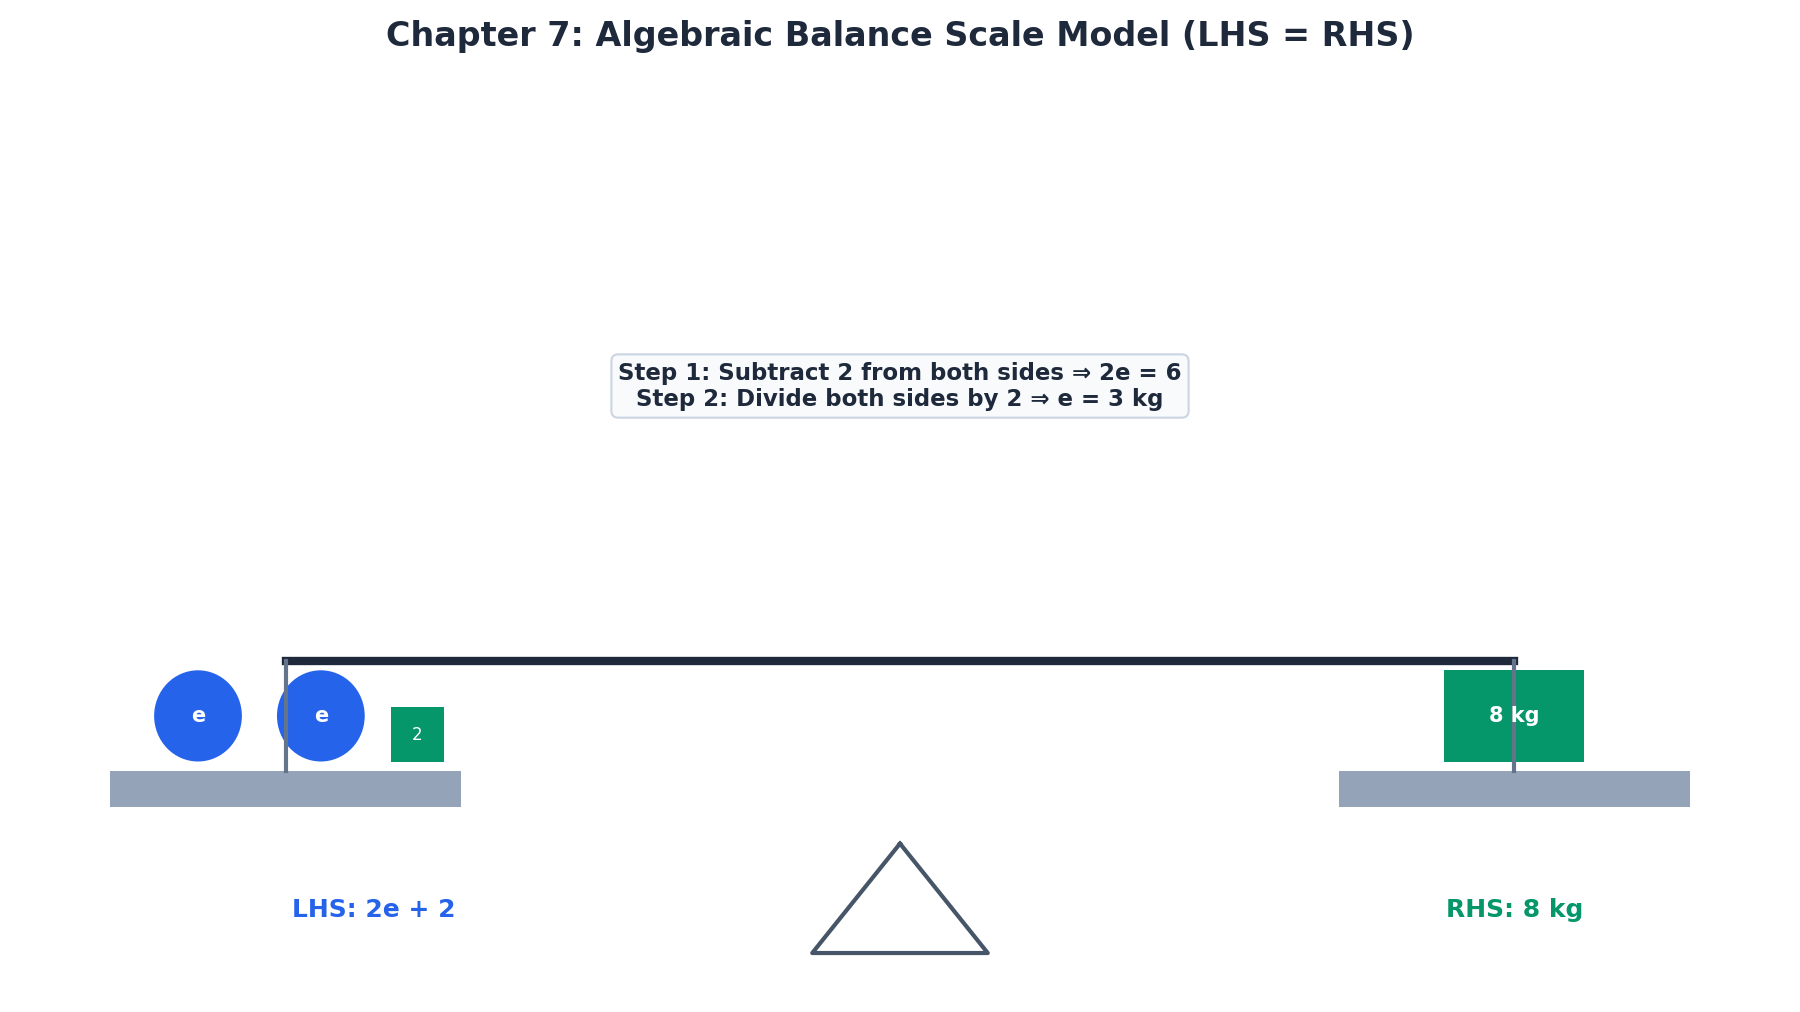 Chapter 7: Algebraic Balance Scale Model (LHS = RHS)
Step 1: Subtract 2 from both sides ⇒ 2e = 6
Step 2: Divide both sides by 2 ⇒ e = 3 kg
e
e
2
8 kg
LHS: 2e + 2
RHS: 8 kg